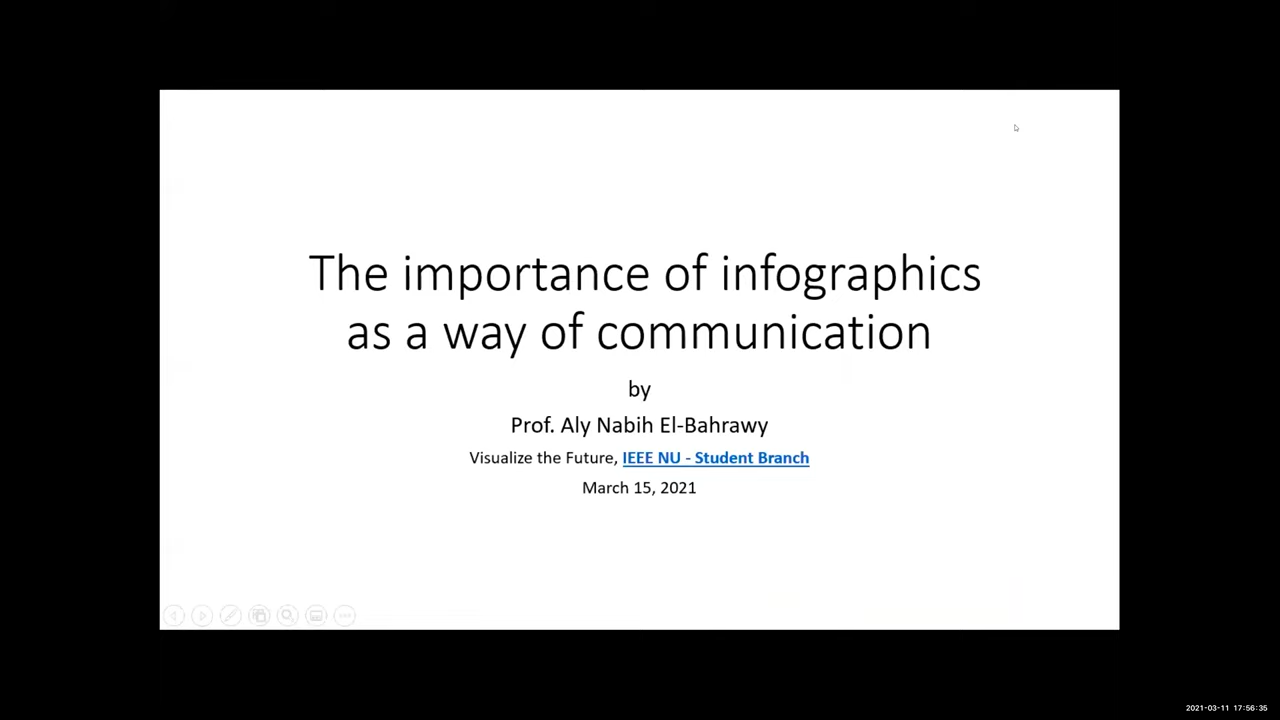 The importance of infographics
as a way of communication
by
Prof. Aly Nabih El-Bahrawy
Visualize the Future, IEEE NU - Student Branch
March 15, 2021
2021-03-11 17:56:35